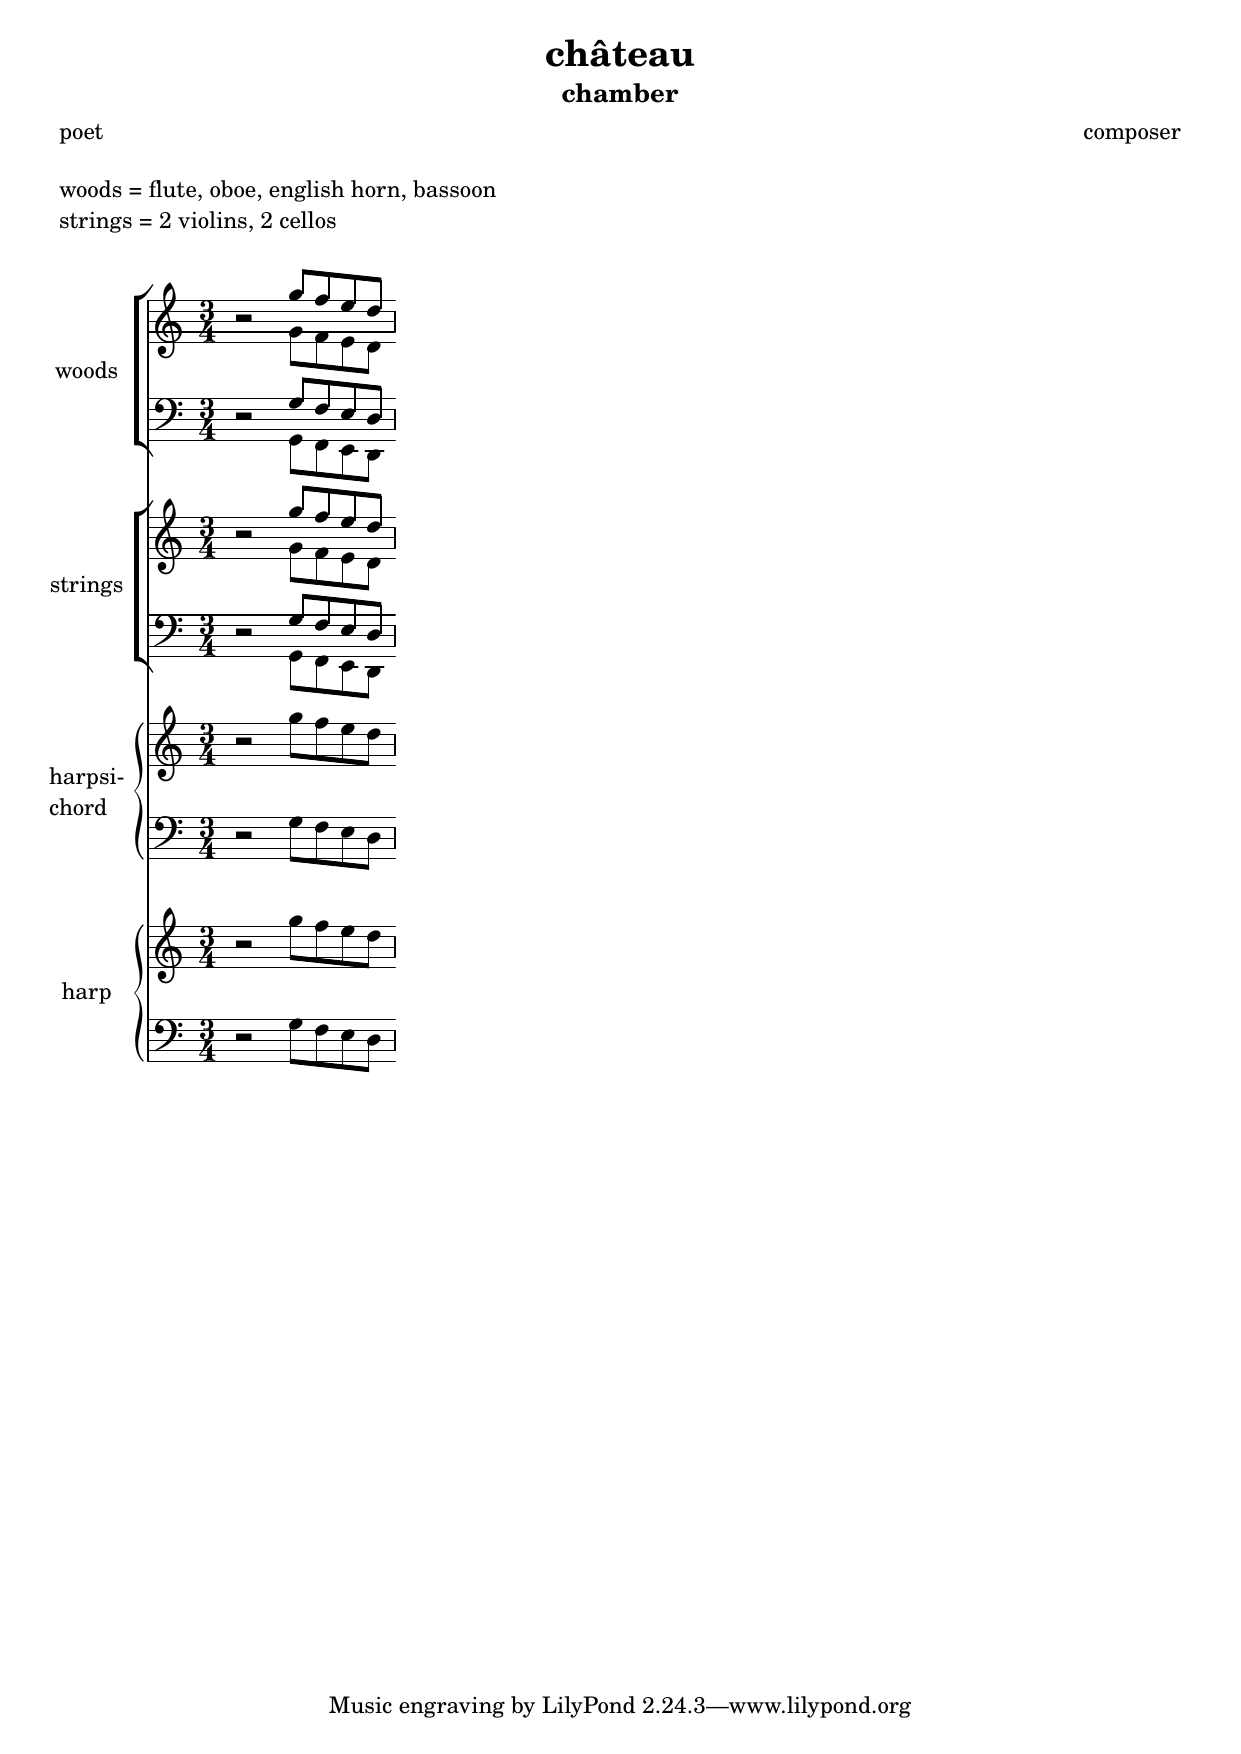 château
chamber
poet composer
woods = flute, oboe, english horn, bassoon
strings = 2 violins, 2 cellos
woods
strings
harpsi-
chord
harp
Music engraving by LilyPond 2.24.3—www.lilypond.org